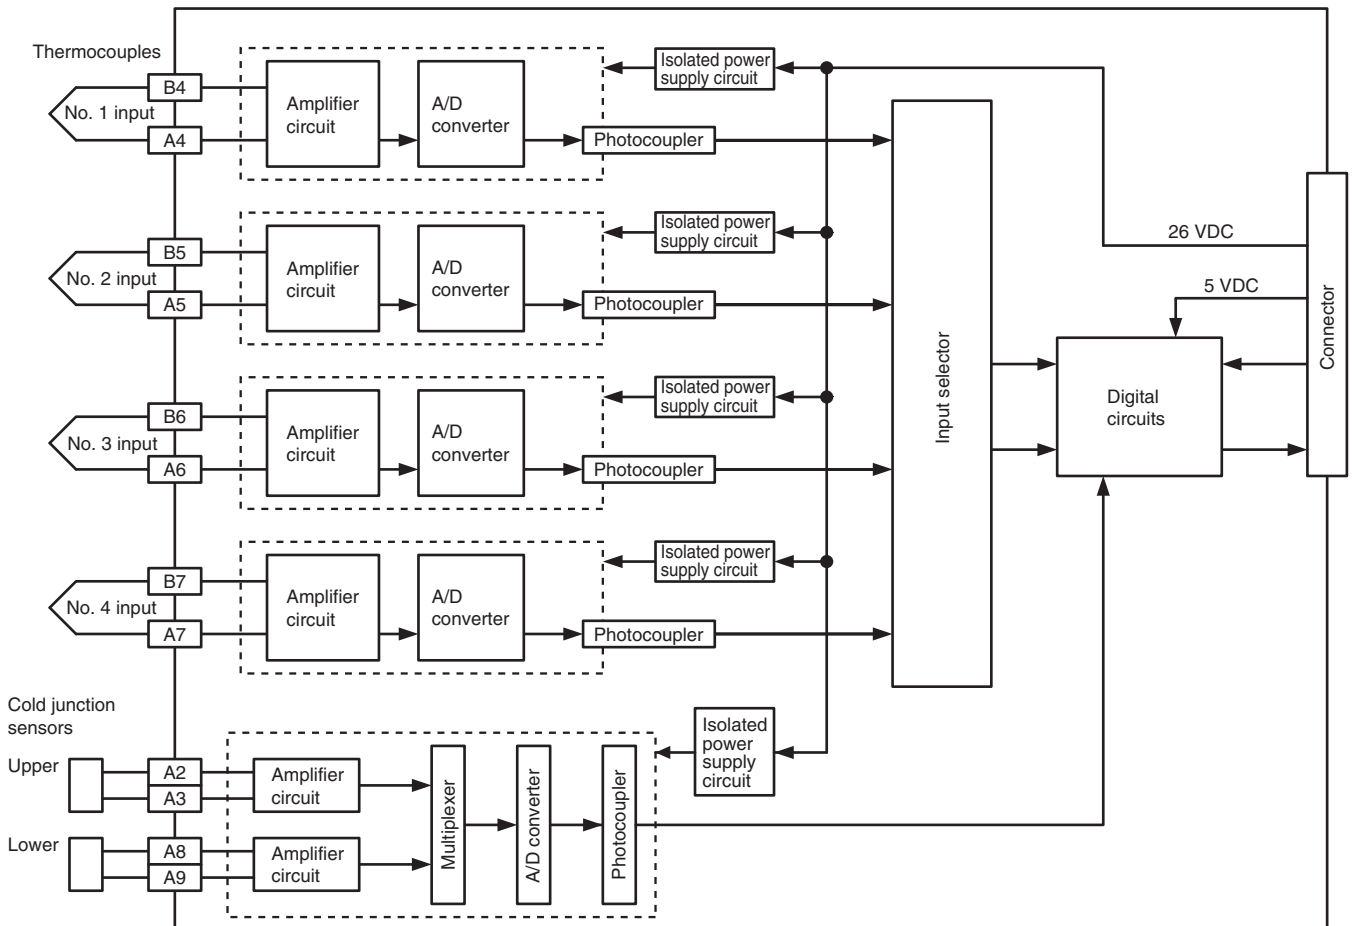 Thermocouples
B4
No. 1 input
A4
Amplifier
circuit
A/D
converter
Isolated power
supply circuit
Photocoupler
B5
No. 2 input
A5
Amplifier
circuit
A/D
converter
Isolated power
supply circuit
Photocoupler
B6
No. 3 input
A6
Amplifier
circuit
A/D
converter
Isolated power
supply circuit
Photocoupler
B7
No. 4 input
A7
Amplifier
circuit
A/D
converter
Isolated power
supply circuit
Photocoupler
Input selector
26 VDC
5 VDC
Digital
circuits
Connector
Cold junction
sensors
Upper
A2
A3
Amplifier
circuit
Lower
A8
A9
Amplifier
circuit
Multiplexer
A/D converter
Photocoupler
Isolated
power
supply
circuit